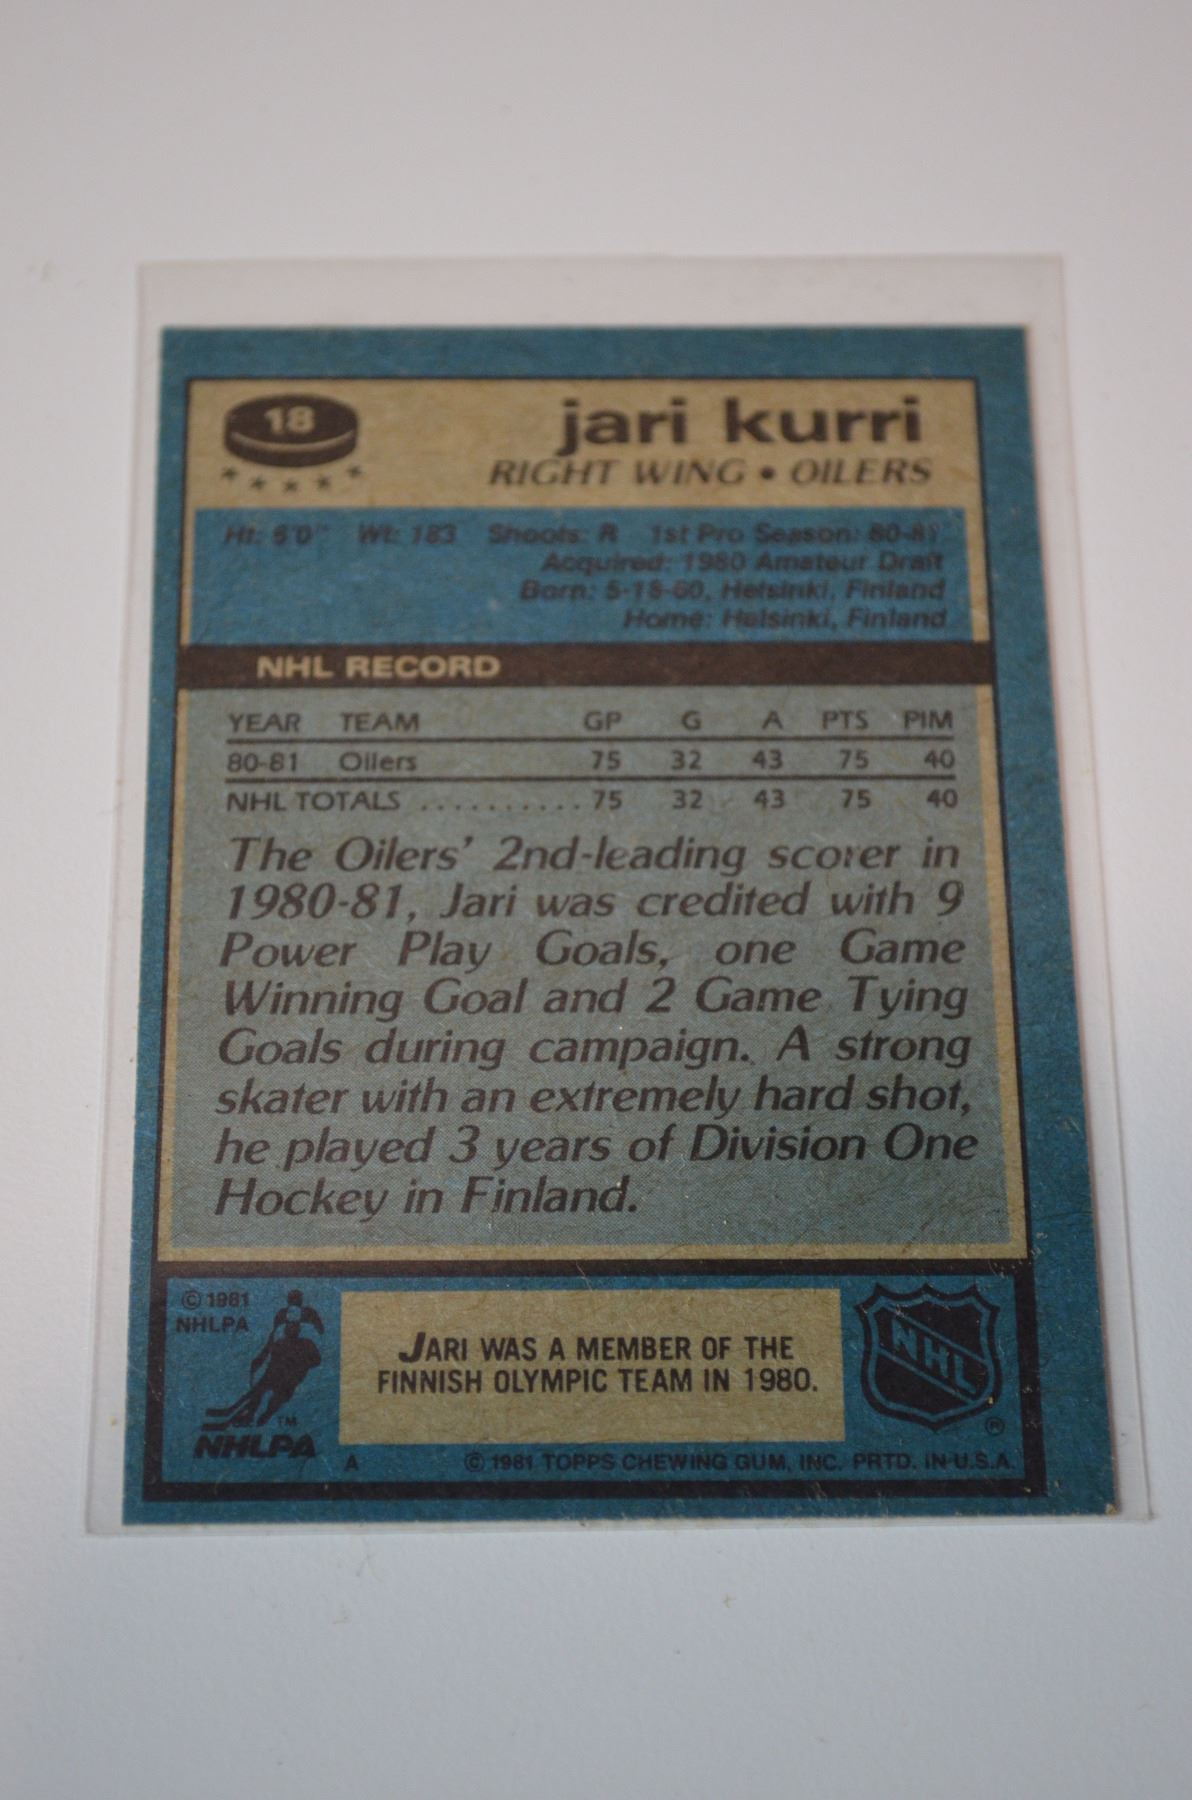 18
jari kurri
RIGHT WING • OILERS
Ht: 6'0" Wt: 183 Shoots: R 1st Pro Season: 80-81
Acquired: 1980 Amateur Draft
Born: 5-18-60, Helsinki, Finland
Home: Helsinki, Finland
NHL RECORD
YEAR TEAM GP G A PTS PIM
80-81 Oilers 75 32 43 75 40
NHL TOTALS .......... 75 32 43 75 40
The Oilers' 2nd-leading scorer in
1980-81, Jari was credited with 9
Power Play Goals, one Game
Winning Goal and 2 Game Tying
Goals during campaign. A strong
skater with an extremely hard shot,
he played 3 years of Division One
Hockey in Finland.
© 1981
NHLPA
TM
NHLPA
A
JARI WAS A MEMBER OF THE
FINNISH OLYMPIC TEAM IN 1980.
NHL
®
© 1981 TOPPS CHEWING GUM, INC. PRTD. IN U.S.A.